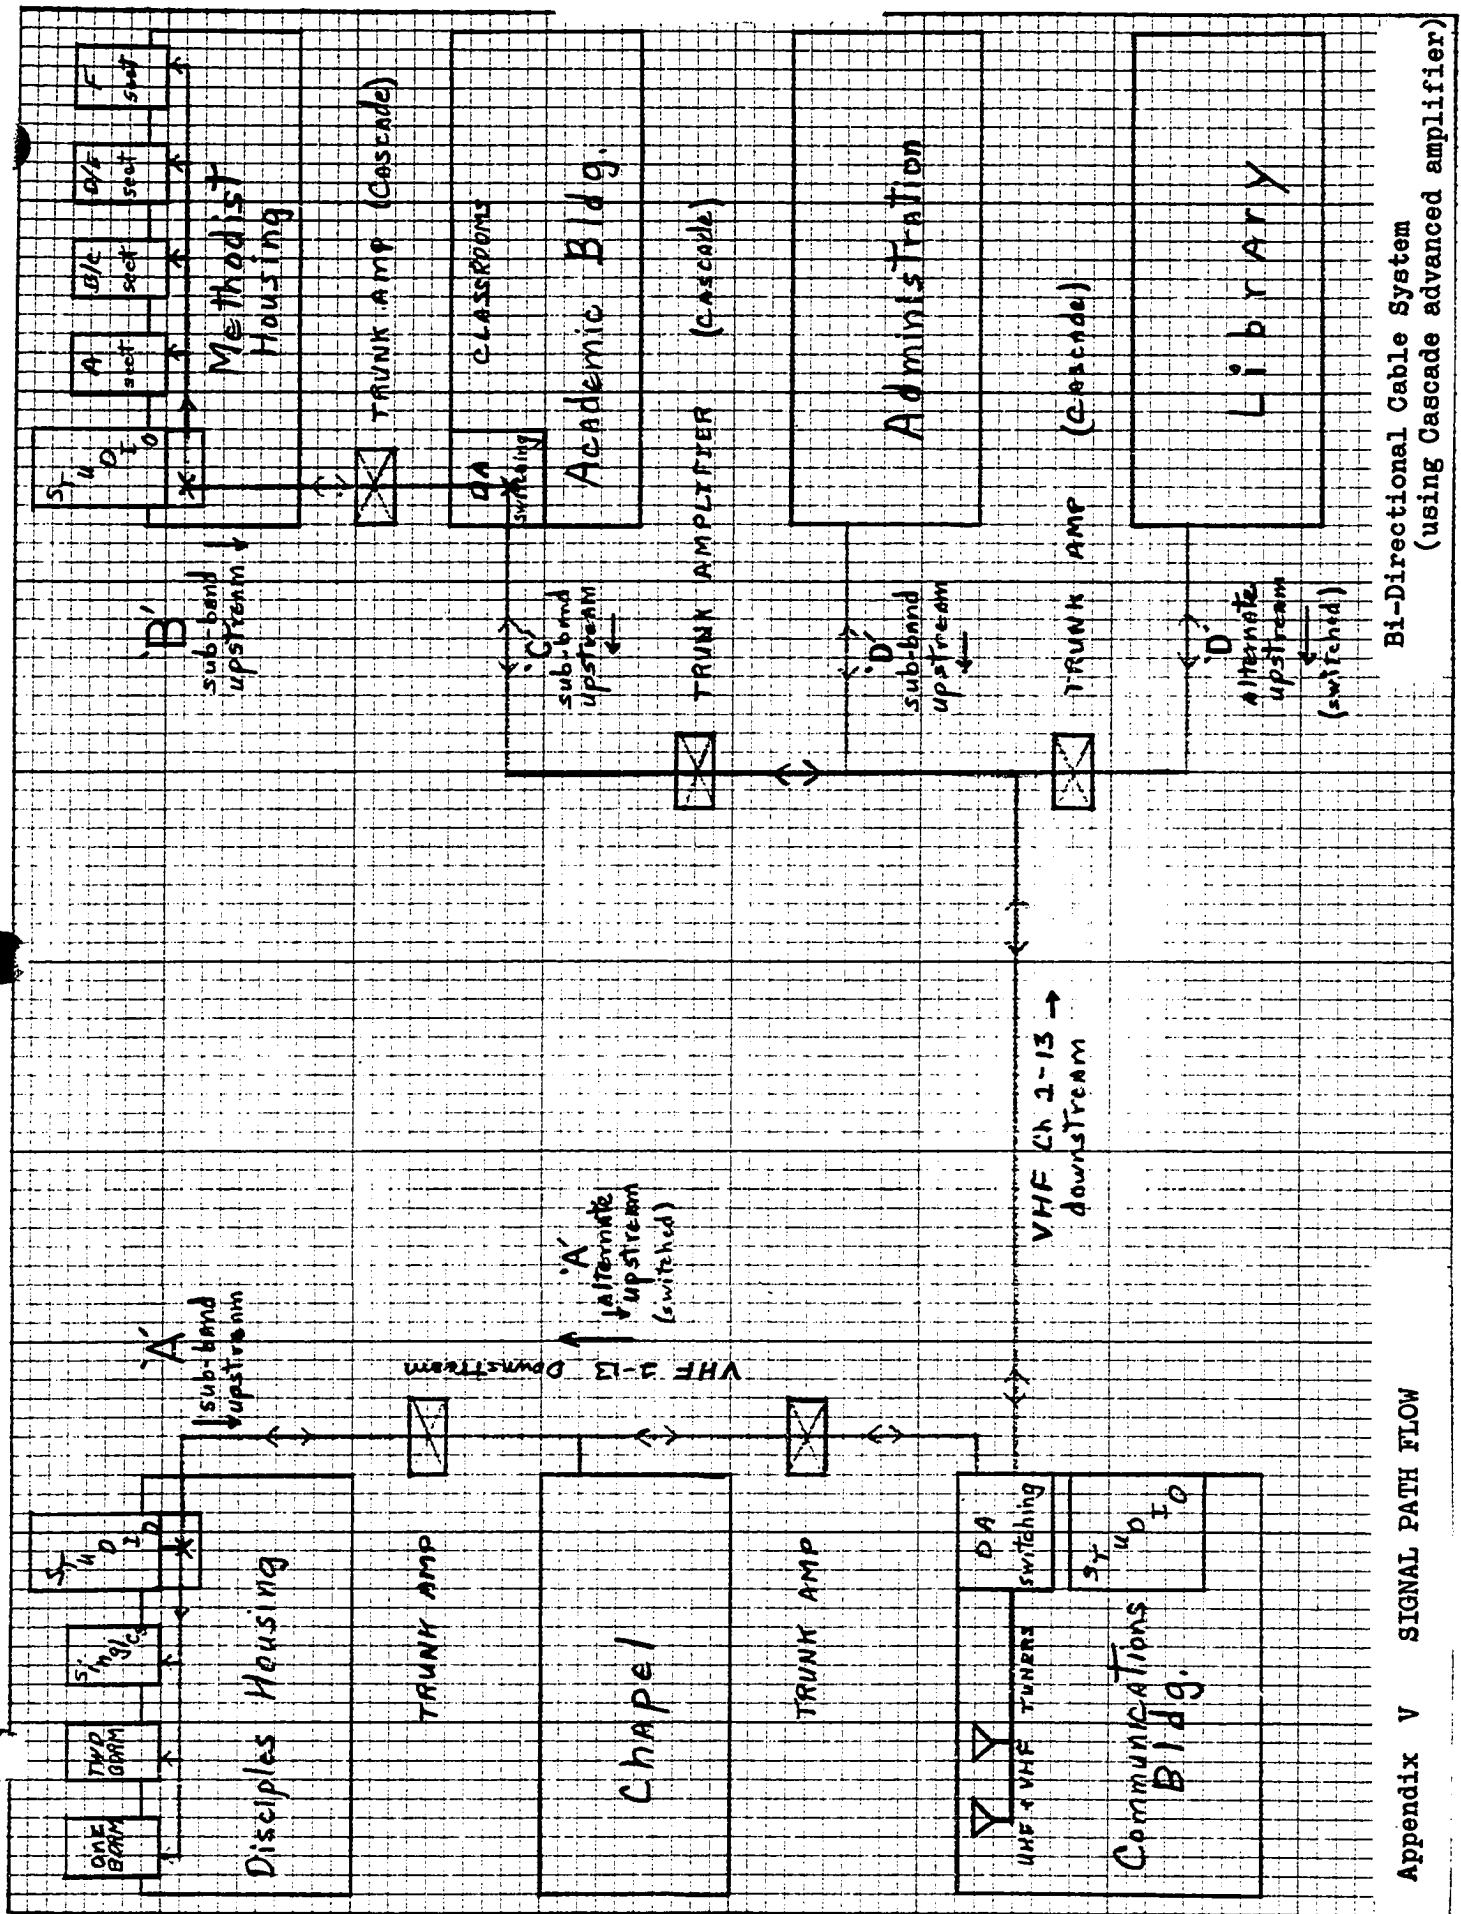 ONE
BDRM
TWO
BDRM
Singles
STUDIO
Disciples Housing
'A'
sub-band
upstream
TRUNK AMP
VHF 2-13 Downstream
'A'
Alternate
upstream
(switched)
Chapel
TRUNK AMP
DA
switching
STUDIO
UHF + VHF TUNERS
Communications
Bldg.
VHF Ch 2-13
downstream
STUDIO
A
sect
B/C
sect
D/E
sect
F
sect
Methodist
Housing
'B'
sub-band
upstream
TRUNK AMP (CASCADE)
DA
switching
CLASSROOMS
Academic Bldg.
'C'
sub-band
upstream
TRUNK AMPLIFIER (CASCADE)
Administration
'D'
sub-band
upstream
TRUNK AMP (CASCADE)
Library
'D'
Alternate
upstream
(switched)
Appendix V SIGNAL PATH FLOW
Bi-Directional Cable System
(using Cascade advanced amplifier)